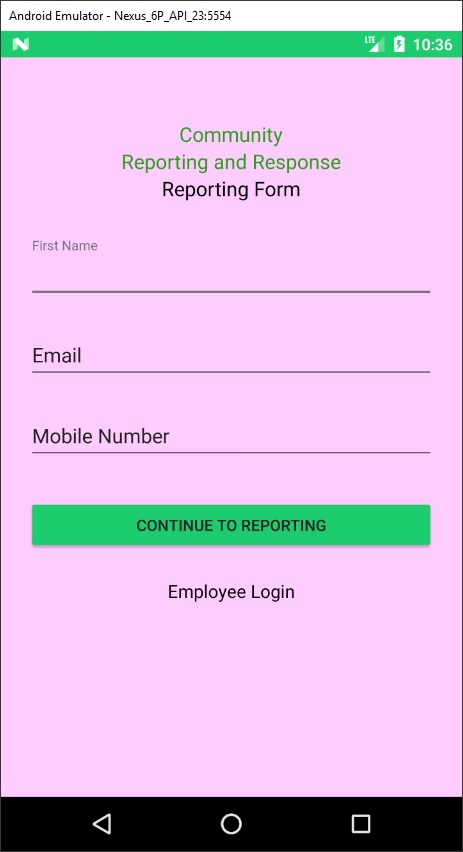 Android Emulator - Nexus_6P_API_23:5554
LTE 10:36
Community
Reporting and Response
Reporting Form
First Name
Email
Mobile Number
CONTINUE TO REPORTING
Employee Login